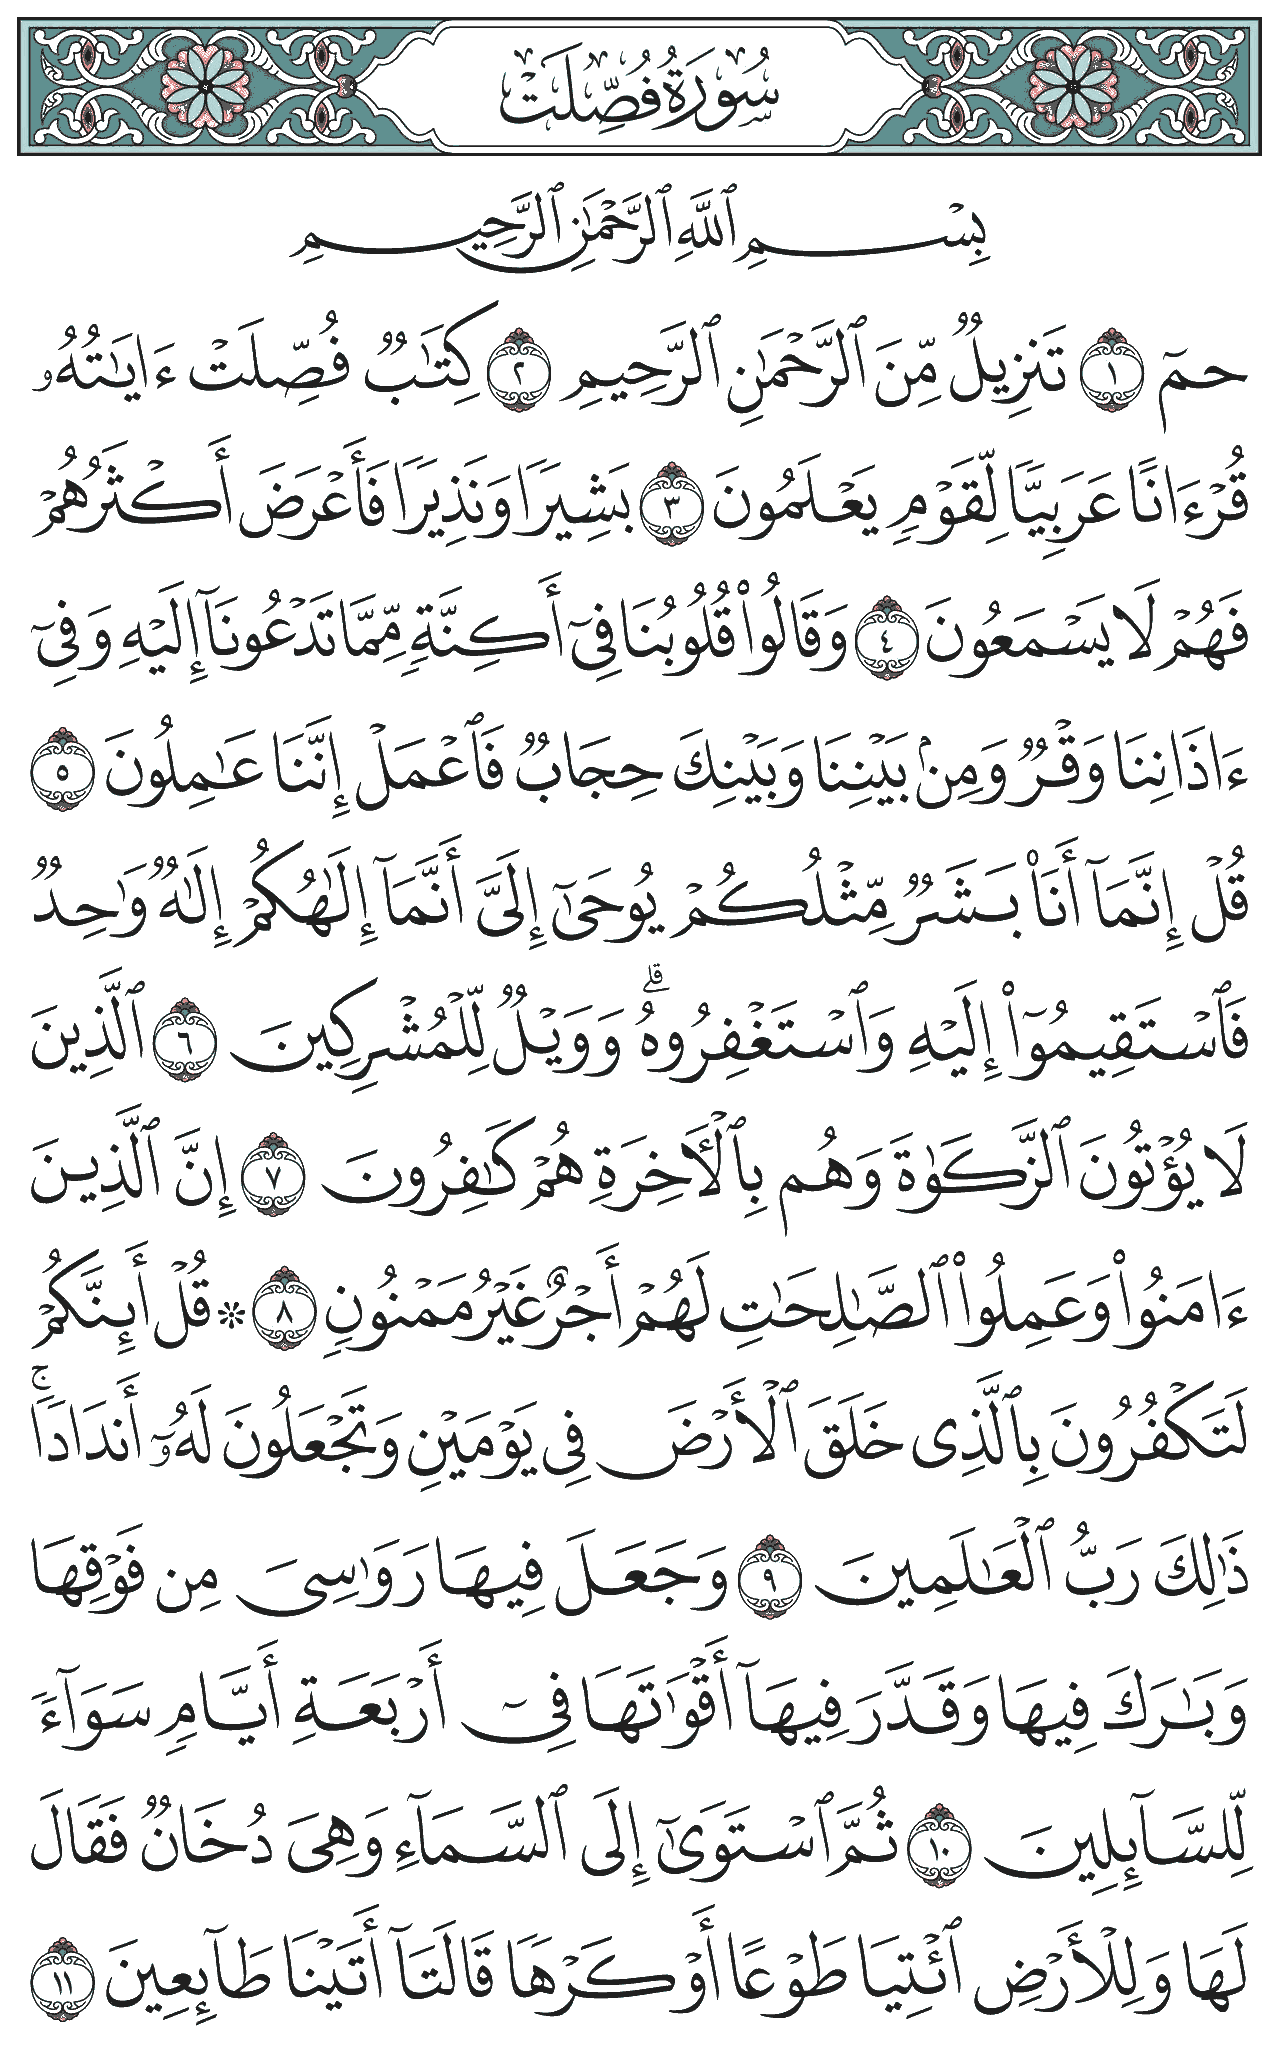 سُورَةُ فُصِّلَتْ
بِسْمِ ٱللَّهِ ٱلرَّحْمَٰنِ ٱلرَّحِيمِ
حمٓ ١ تَنزِيلٌ مِّنَ ٱلرَّحْمَٰنِ ٱلرَّحِيمِ ٢ كِتَٰبٌ فُصِّلَتْ ءَايَٰتُهُۥ
قُرْءَانًا عَرَبِيًّا لِّقَوْمٍ يَعْلَمُونَ ٣ بَشِيرًا وَنَذِيرًا فَأَعْرَضَ أَكْثَرُهُمْ
فَهُمْ لَا يَسْمَعُونَ ٤ وَقَالُوا۟ قُلُوبُنَا فِىٓ أَكِنَّةٍ مِّمَّا تَدْعُونَآ إِلَيْهِ وَفِىٓ
ءَاذَانِنَا وَقْرٌ وَمِنۢ بَيْنِنَا وَبَيْنِكَ حِجَابٌ فَٱعْمَلْ إِنَّنَا عَٰمِلُونَ ٥
قُلْ إِنَّمَآ أَنَا۠ بَشَرٌ مِّثْلُكُمْ يُوحَىٰٓ إِلَىَّ أَنَّمَآ إِلَٰهُكُمْ إِلَٰهٌ وَٰحِدٌ
فَٱسْتَقِيمُوٓا۟ إِلَيْهِ وَٱسْتَغْفِرُوهُ ۗ وَوَيْلٌ لِّلْمُشْرِكِينَ ٦ ٱلَّذِينَ
لَا يُؤْتُونَ ٱلزَّكَوٰةَ وَهُم بِٱلْأَخِرَةِ هُمْ كَٰفِرُونَ ٧ إِنَّ ٱلَّذِينَ
ءَامَنُوا۟ وَعَمِلُوا۟ ٱلصَّٰلِحَٰتِ لَهُمْ أَجْرٌ غَيْرُ مَمْنُونٍ ٨ ۞ قُلْ أَئِنَّكُمْ
لَتَكْفُرُونَ بِٱلَّذِى خَلَقَ ٱلْأَرْضَ فِى يَوْمَيْنِ وَتَجْعَلُونَ لَهُۥٓ أَندَادًا ۚ
ذَٰلِكَ رَبُّ ٱلْعَٰلَمِينَ ٩ وَجَعَلَ فِيهَا رَوَٰسِىَ مِن فَوْقِهَا
وَبَٰرَكَ فِيهَا وَقَدَّرَ فِيهَآ أَقْوَٰتَهَا فِىٓ أَرْبَعَةِ أَيَّامٍ سَوَآءً
لِّلسَّآئِلِينَ ١٠ ثُمَّ ٱسْتَوَىٰٓ إِلَى ٱلسَّمَآءِ وَهِىَ دُخَانٌ فَقَالَ
لَهَا وَلِلْأَرْضِ ٱئْتِيَا طَوْعًا أَوْ كَرْهًا قَالَتَآ أَتَيْنَا طَآئِعِينَ ١١